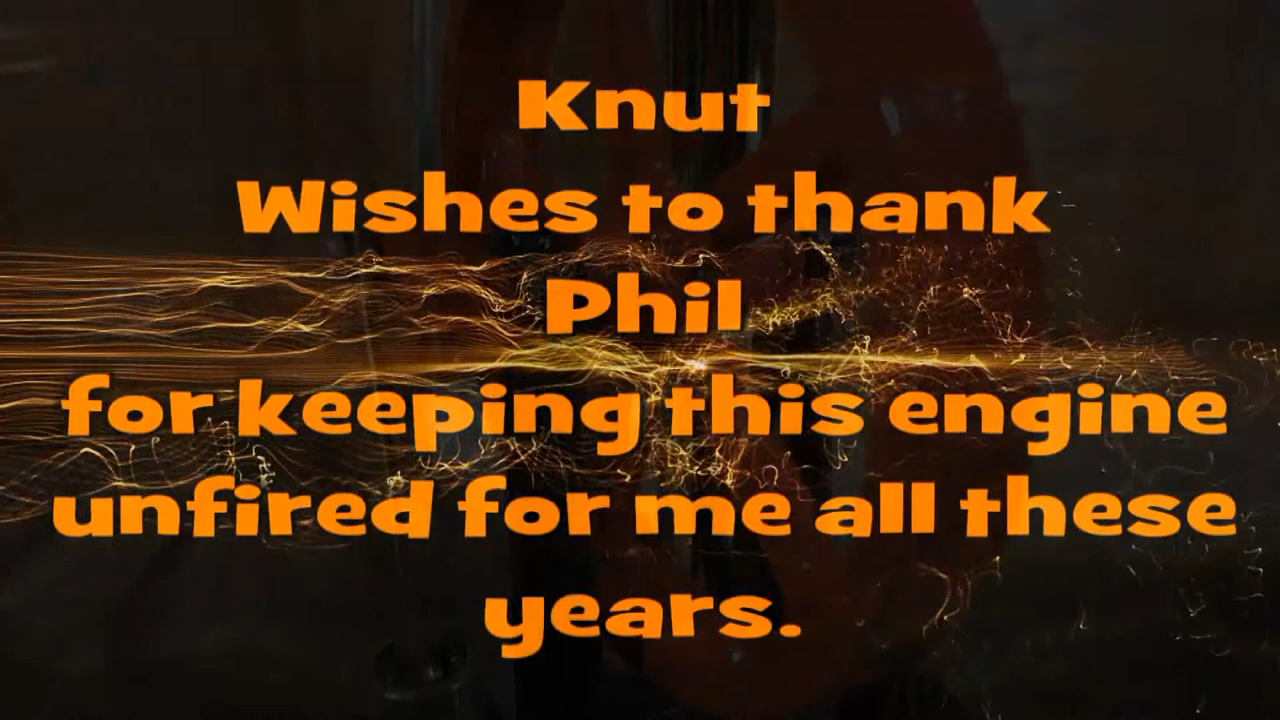 Knut
Wishes to thank
Phil
for keeping this engine
unfired for me all these
years.